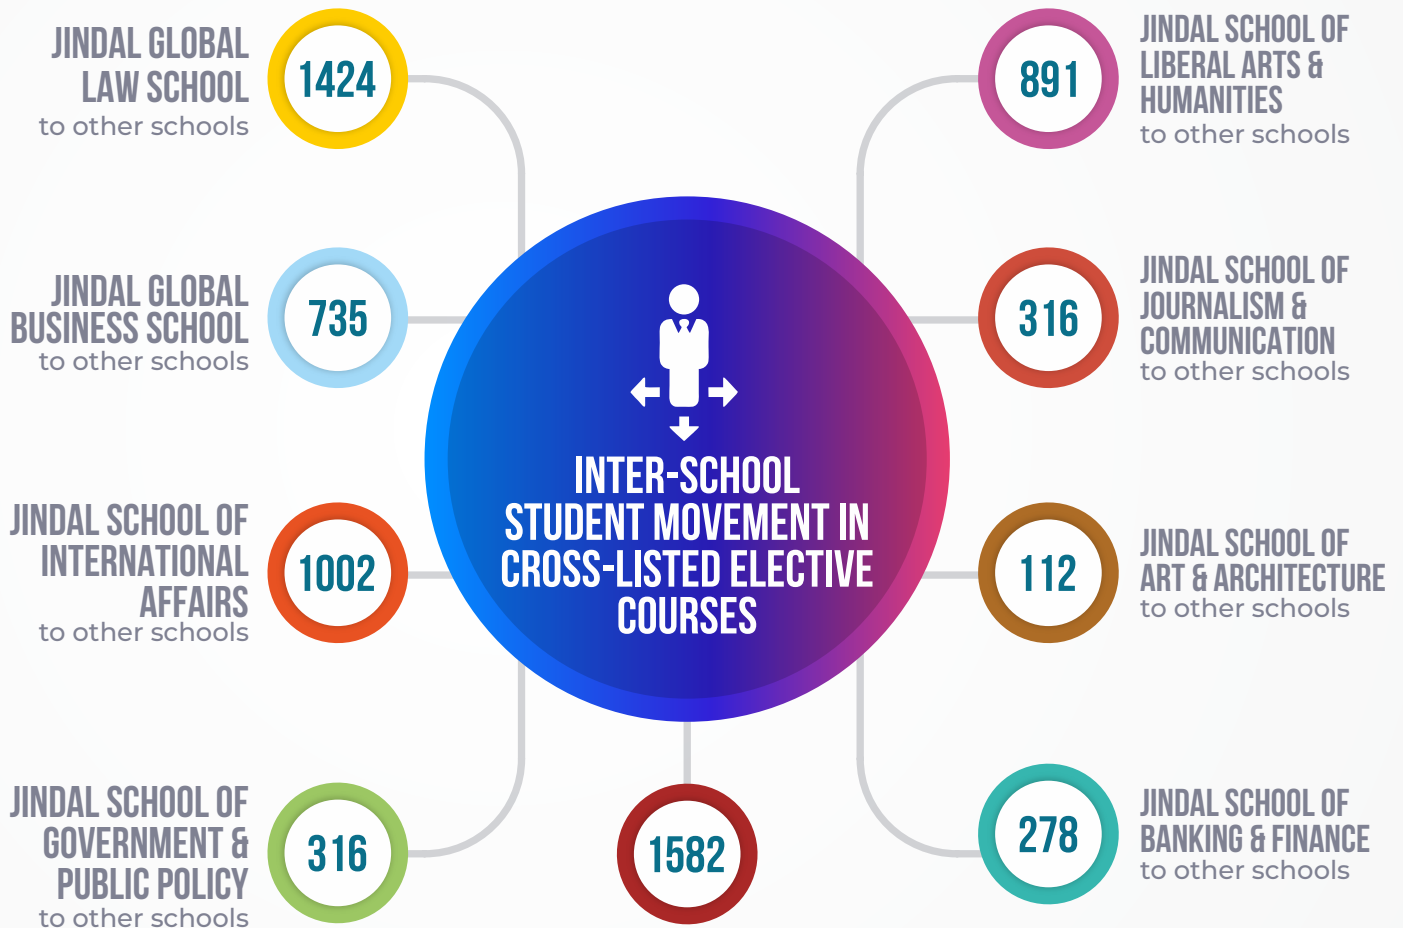 JINDAL GLOBAL
LAW SCHOOL
to other schools
1424
JINDAL GLOBAL
BUSINESS SCHOOL
to other schools
735
JINDAL SCHOOL OF
INTERNATIONAL
AFFAIRS
to other schools
1002
JINDAL SCHOOL OF
GOVERNMENT &
PUBLIC POLICY
to other schools
316
INTER-SCHOOL
STUDENT MOVEMENT IN
CROSS-LISTED ELECTIVE
COURSES
1582
891
JINDAL SCHOOL OF
LIBERAL ARTS &
HUMANITIES
to other schools
316
JINDAL SCHOOL OF
JOURNALISM &
COMMUNICATION
to other schools
112
JINDAL SCHOOL OF
ART & ARCHITECTURE
to other schools
278
JINDAL SCHOOL OF
BANKING & FINANCE
to other schools